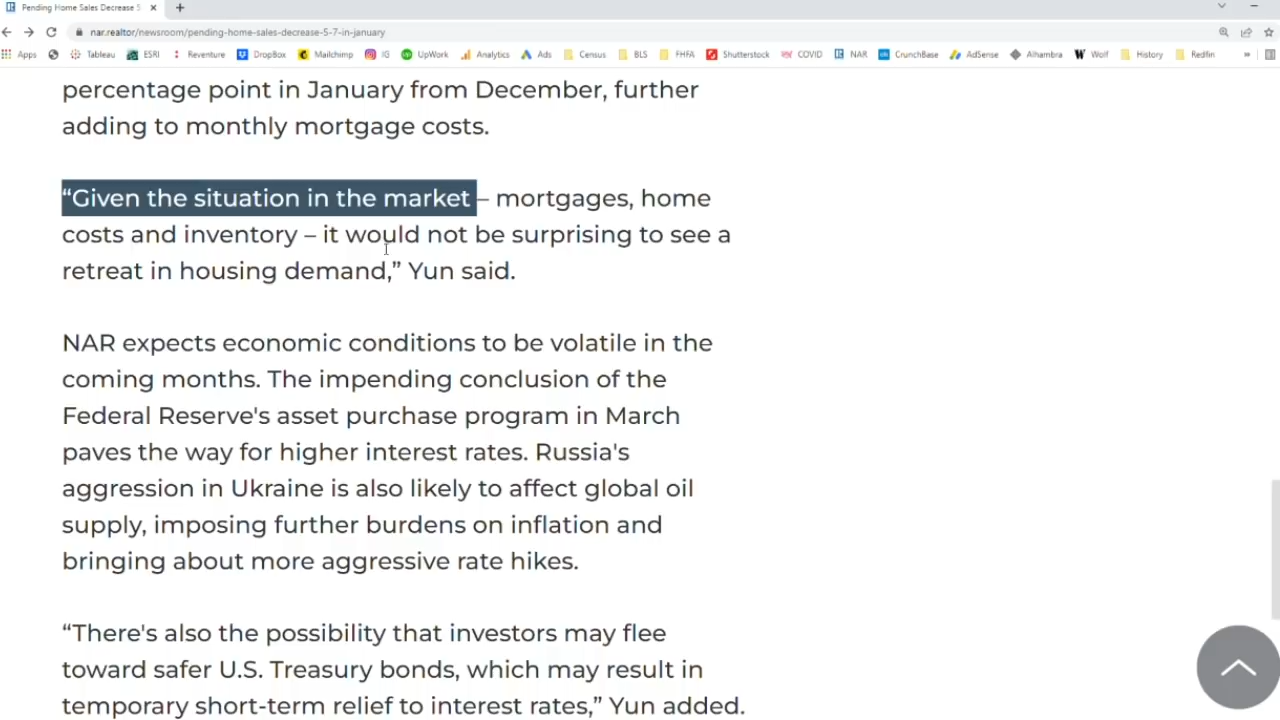 Pending Home Sales Decrease 5
nar.realtor/newsroom/pending-home-sales-decrease-5-7-in-january
Apps Tableau ESRI Reventure DropBox Mailchimp IG UpWork Analytics Ads Census BLS FHFA Shutterstock COVID NAR CrunchBase AdSense Alhambra Wolf History Redfin »
percentage point in January from December, further
adding to monthly mortgage costs.
“Given the situation in the market – mortgages, home
costs and inventory – it would not be surprising to see a
retreat in housing demand,” Yun said.
NAR expects economic conditions to be volatile in the
coming months. The impending conclusion of the
Federal Reserve's asset purchase program in March
paves the way for higher interest rates. Russia's
aggression in Ukraine is also likely to affect global oil
supply, imposing further burdens on inflation and
bringing about more aggressive rate hikes.
“There's also the possibility that investors may flee
toward safer U.S. Treasury bonds, which may result in
temporary short-term relief to interest rates,” Yun added.